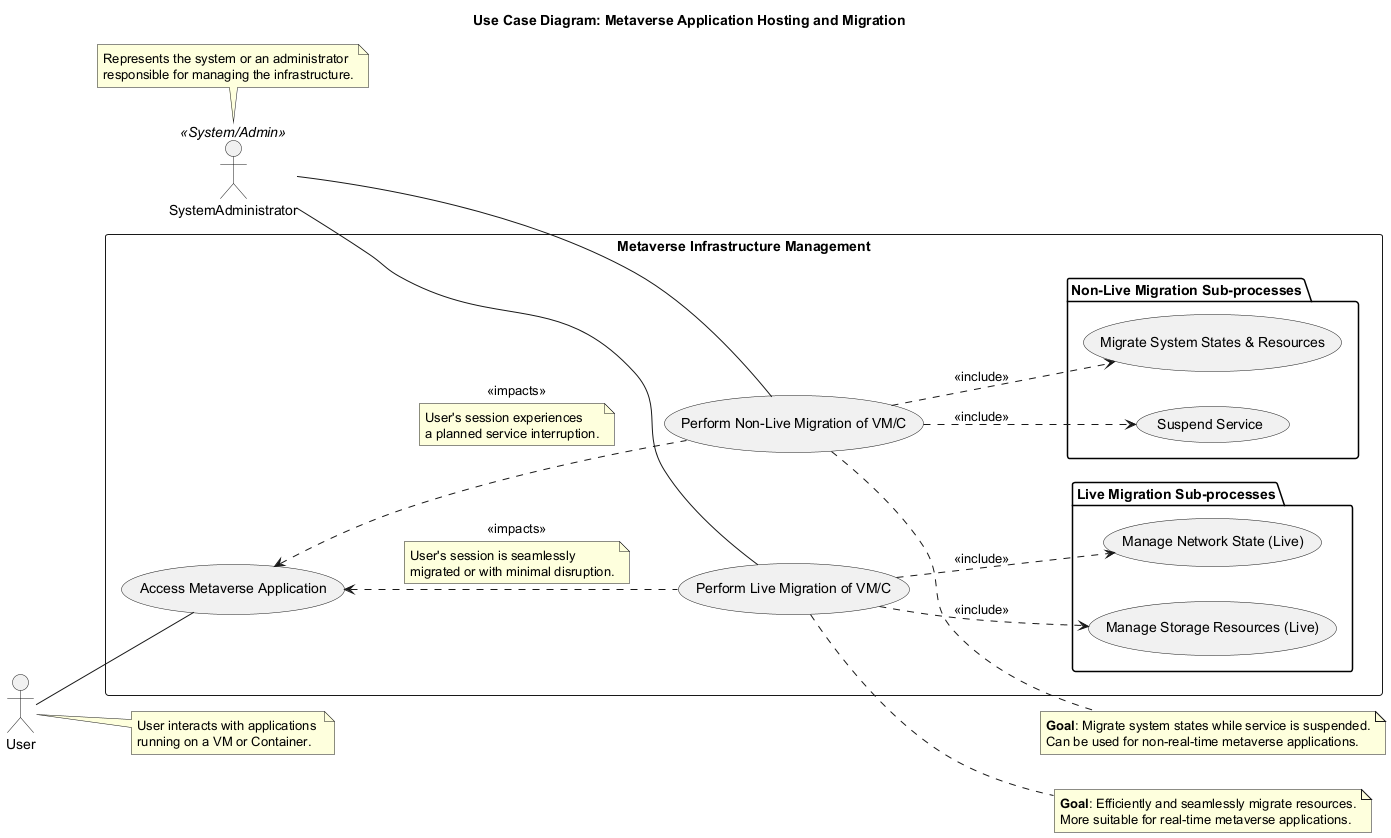 Use Case Diagram: Metaverse Application Hosting and Migration
Represents the system or an administrator
responsible for managing the infrastructure.
«System/Admin»
SystemAdministrator
Metaverse Infrastructure Management
Non-Live Migration Sub-processes
Migrate System States & Resources
«include»
«impacts»
User's session experiences
a planned service interruption.
Perform Non-Live Migration of VM/C
«include»
Suspend Service
Live Migration Sub-processes
«impacts»
User's session is seamlessly
migrated or with minimal disruption.
Manage Network State (Live)
«include»
Access Metaverse Application
Perform Live Migration of VM/C
«include»
Manage Storage Resources (Live)
User
User interacts with applications
running on a VM or Container.
Goal: Migrate system states while service is suspended.
Can be used for non-real-time metaverse applications.
Goal: Efficiently and seamlessly migrate resources.
More suitable for real-time metaverse applications.